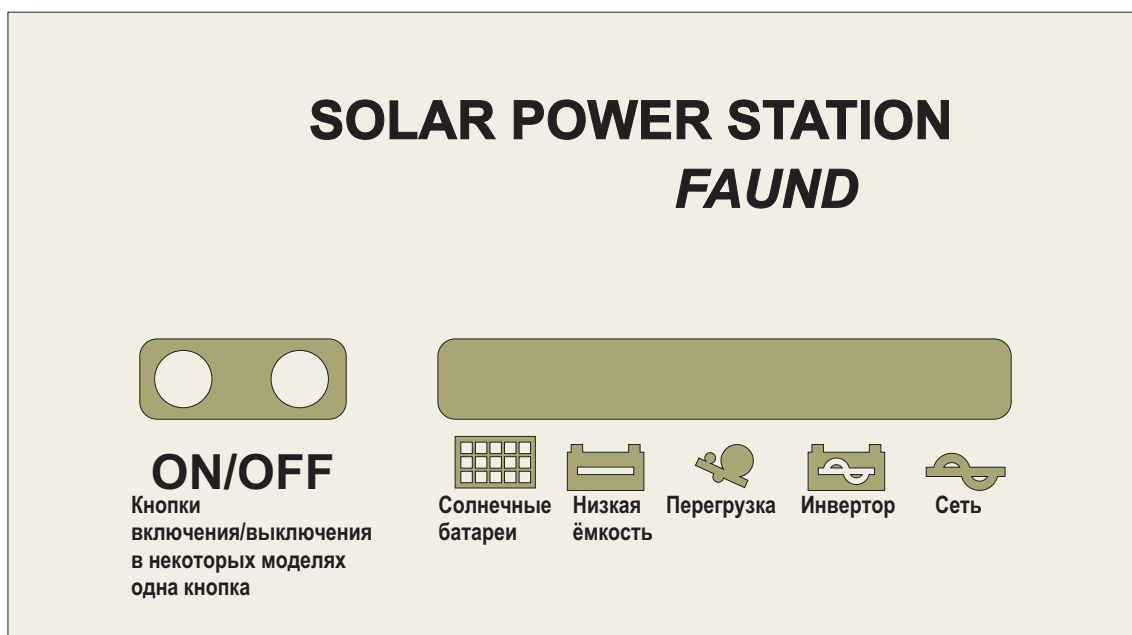 SOLAR POWER STATION
FAUND
ON/OFF
Кнопки
включения/выключения
в некоторых моделях
одна кнопка
Солнечные
батареи
Низкая
ёмкость
Перегрузка
Инвертор
Сеть